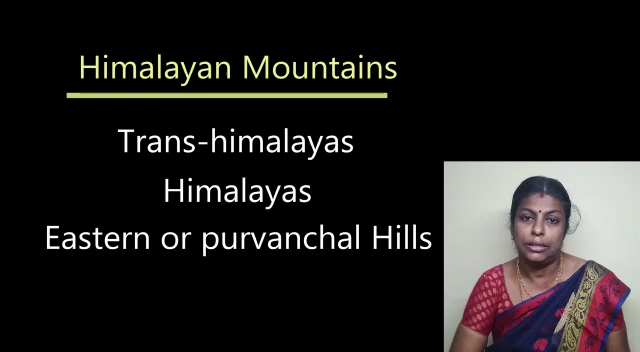 Himalayan Mountains
Trans-himalayas
Himalayas
Eastern or purvanchal Hills